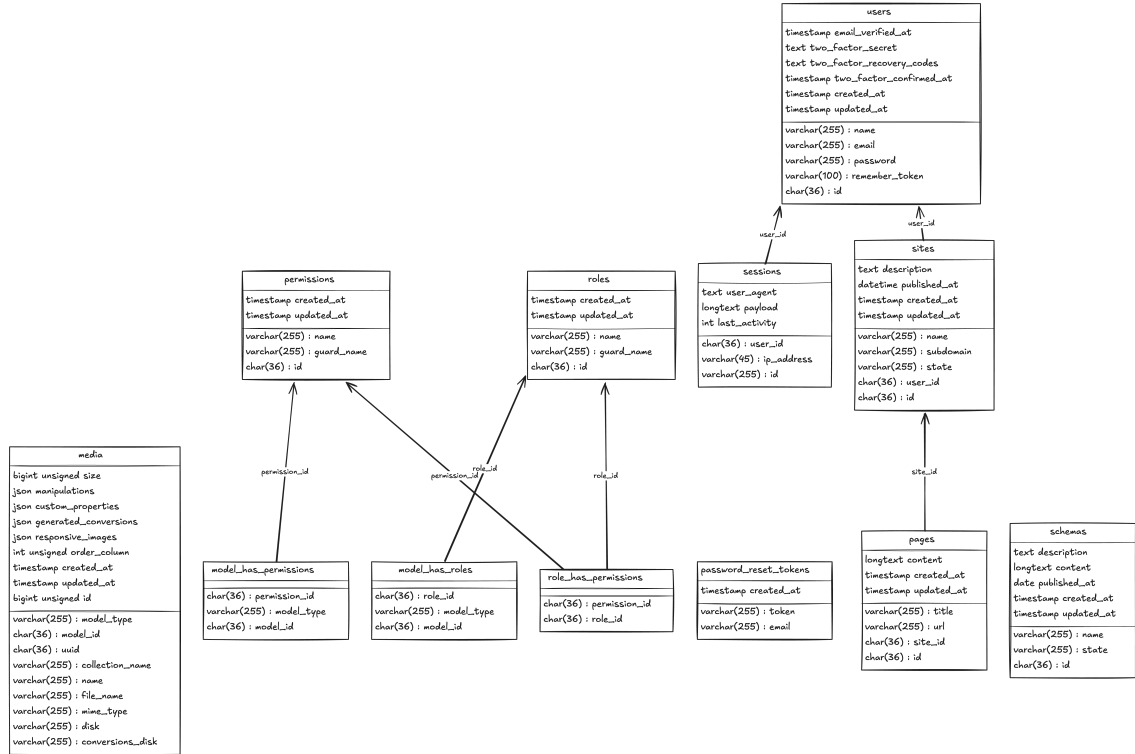 users
timestamp email_verified_at
text two_factor_secret
text two_factor_recovery_codes
timestamp two_factor_confirmed_at
timestamp created_at
timestamp updated_at
varchar(255) : name
varchar(255) : email
varchar(255) : password
varchar(100) : remember_token
char(36) : id
user_id
user_id
permissions
timestamp created_at
timestamp updated_at
varchar(255) : name
varchar(255) : guard_name
char(36) : id
roles
timestamp created_at
timestamp updated_at
varchar(255) : name
varchar(255) : guard_name
char(36) : id
sessions
text user_agent
longtext payload
int last_activity
char(36) : user_id
varchar(45) : ip_address
varchar(255) : id
sites
text description
datetime published_at
timestamp created_at
timestamp updated_at
varchar(255) : name
varchar(255) : subdomain
varchar(255) : state
char(36) : user_id
char(36) : id
permission_id
permission_id
role_id
role_id
site_id
media
bigint unsigned size
json manipulations
json custom_properties
json generated_conversions
json responsive_images
int unsigned order_column
timestamp created_at
timestamp updated_at
bigint unsigned id
varchar(255) : model_type
char(36) : model_id
char(36) : uuid
varchar(255) : collection_name
varchar(255) : name
varchar(255) : file_name
varchar(255) : mime_type
varchar(255) : disk
varchar(255) : conversions_disk
model_has_permissions
char(36) : permission_id
varchar(255) : model_type
char(36) : model_id
model_has_roles
char(36) : role_id
varchar(255) : model_type
char(36) : model_id
role_has_permissions
char(36) : permission_id
char(36) : role_id
password_reset_tokens
timestamp created_at
varchar(255) : token
varchar(255) : email
pages
longtext content
timestamp created_at
timestamp updated_at
varchar(255) : title
varchar(255) : url
char(36) : site_id
char(36) : id
schemas
text description
longtext content
date published_at
timestamp created_at
timestamp updated_at
varchar(255) : name
varchar(255) : state
char(36) : id